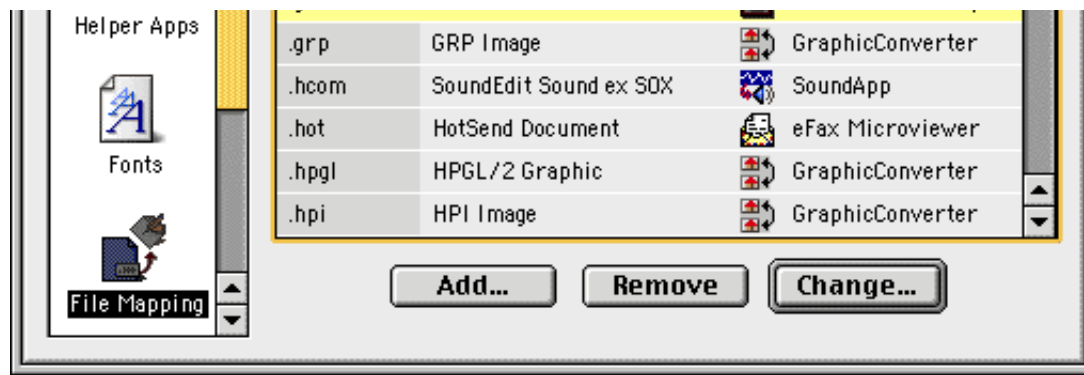 Helper Apps
Fonts
File Mapping
.grp GRP Image GraphicConverter
.hcom SoundEdit Sound ex SOX SoundApp
.hot HotSend Document eFax Microviewer
.hpgl HPGL/2 Graphic GraphicConverter
.hpi HPI Image GraphicConverter
Add... Remove Change...